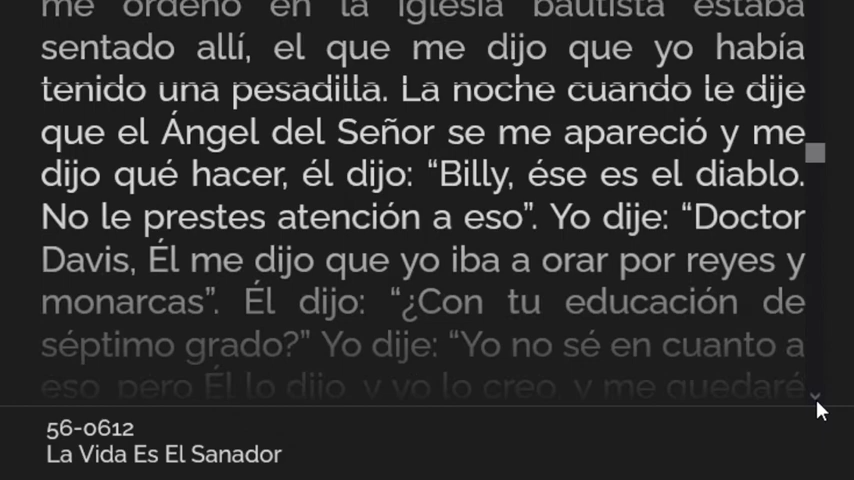 me ordenó en la iglesia bautista estaba
sentado allí, el que me dijo que yo había
tenido una pesadilla. La noche cuando le dije
que el Ángel del Señor se me apareció y me
dijo qué hacer, él dijo: “Billy, ése es el diablo.
No le prestes atención a eso”. Yo dije: “Doctor
Davis, Él me dijo que yo iba a orar por reyes y
monarcas”. Él dijo: “¿Con tu educación de
séptimo grado?” Yo dije: “Yo no sé en cuanto a
eso, pero Él lo dijo, y yo lo creo, y me quedaré
56-0612
La Vida Es El Sanador